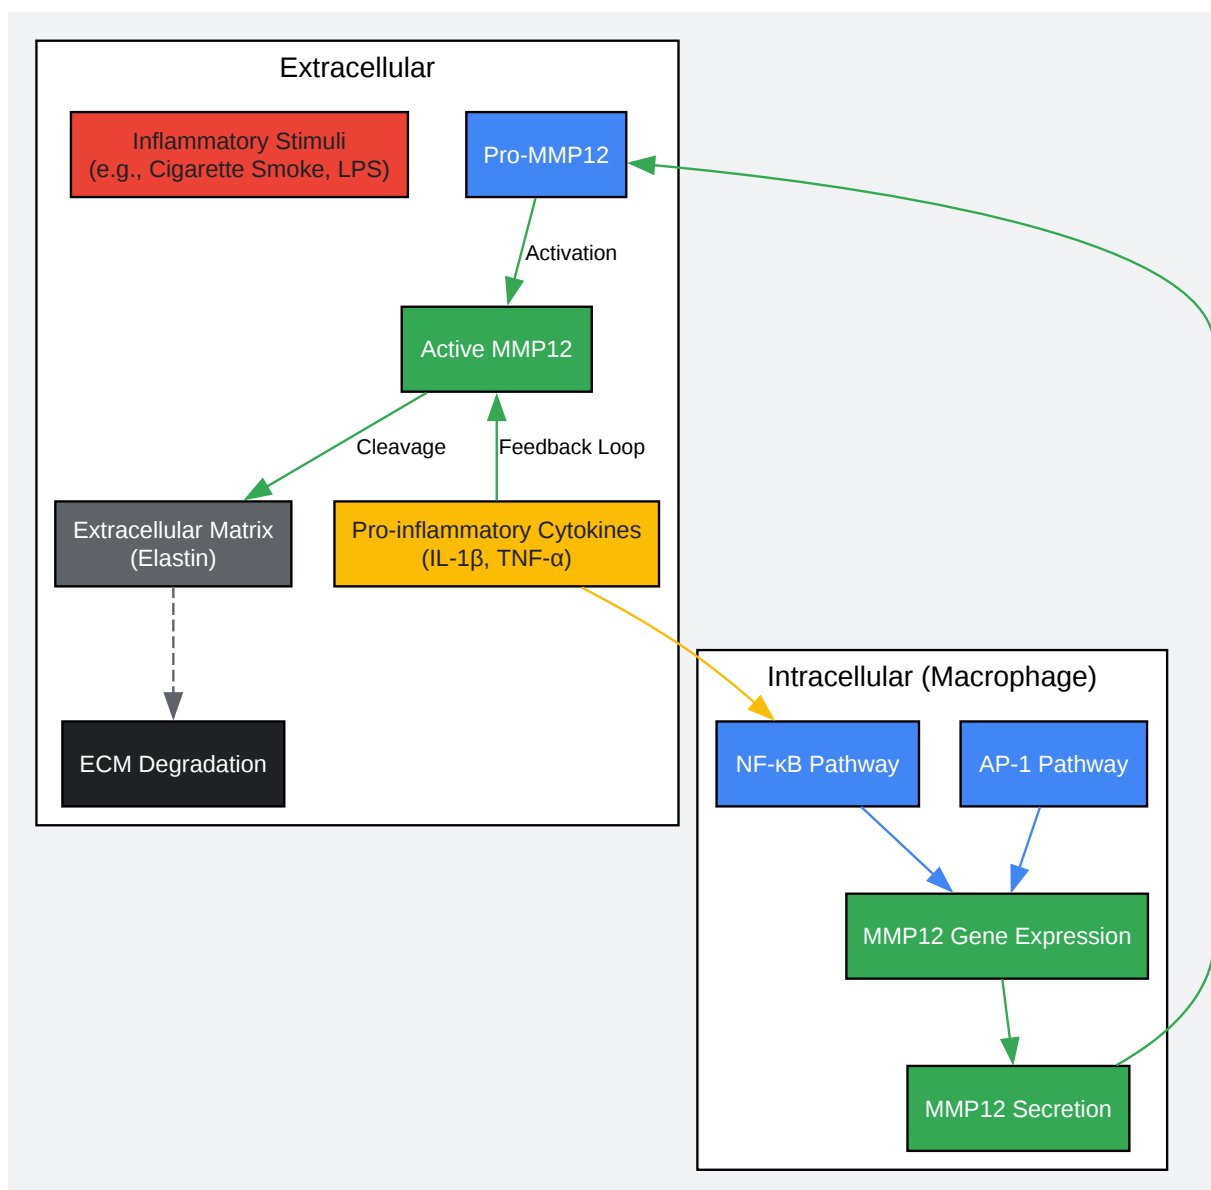 Extracellular
Inflammatory Stimuli
(e.g., Cigarette Smoke, LPS)
Pro-MMP12
Activation
Active MMP12
Cleavage
Feedback Loop
Extracellular Matrix
(Elastin)
Pro-inflammatory Cytokines
(IL-1β, TNF-α)
ECM Degradation
Intracellular (Macrophage)
NF-κB Pathway
AP-1 Pathway
MMP12 Gene Expression
MMP12 Secretion